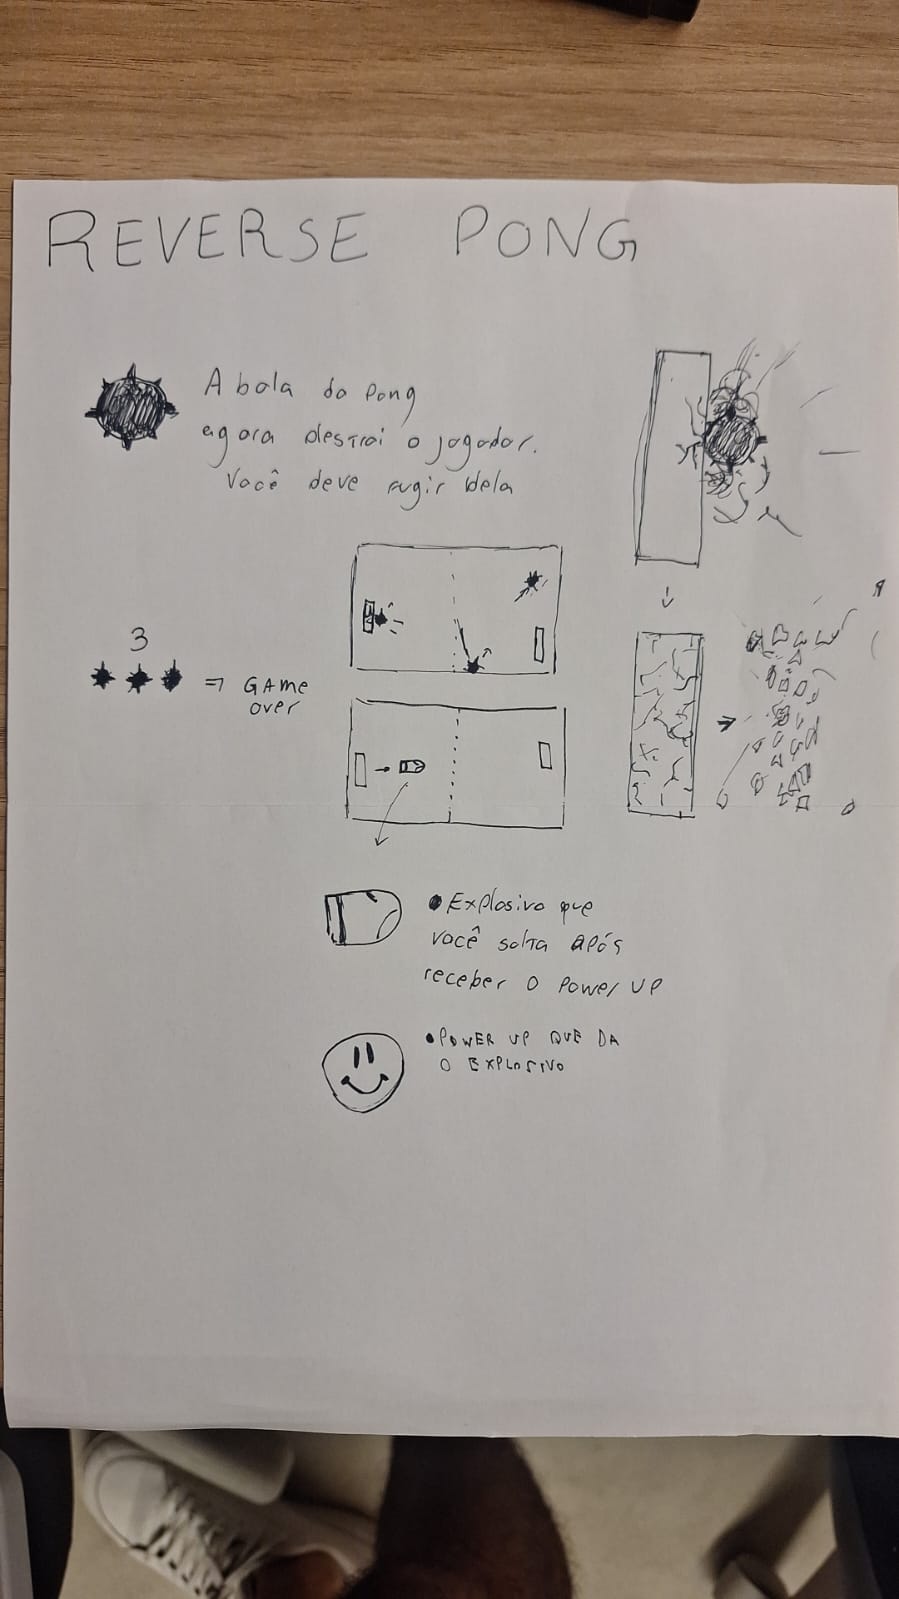 REVERSE PONG
A bola do Pong
agora destroi o jogador.
Você deve fugir dela
3
=> GAME
OVER
• Explosivo que
você solta após
receber o Power UP
• POWER UP QUE DA
O EXPLOSIVO